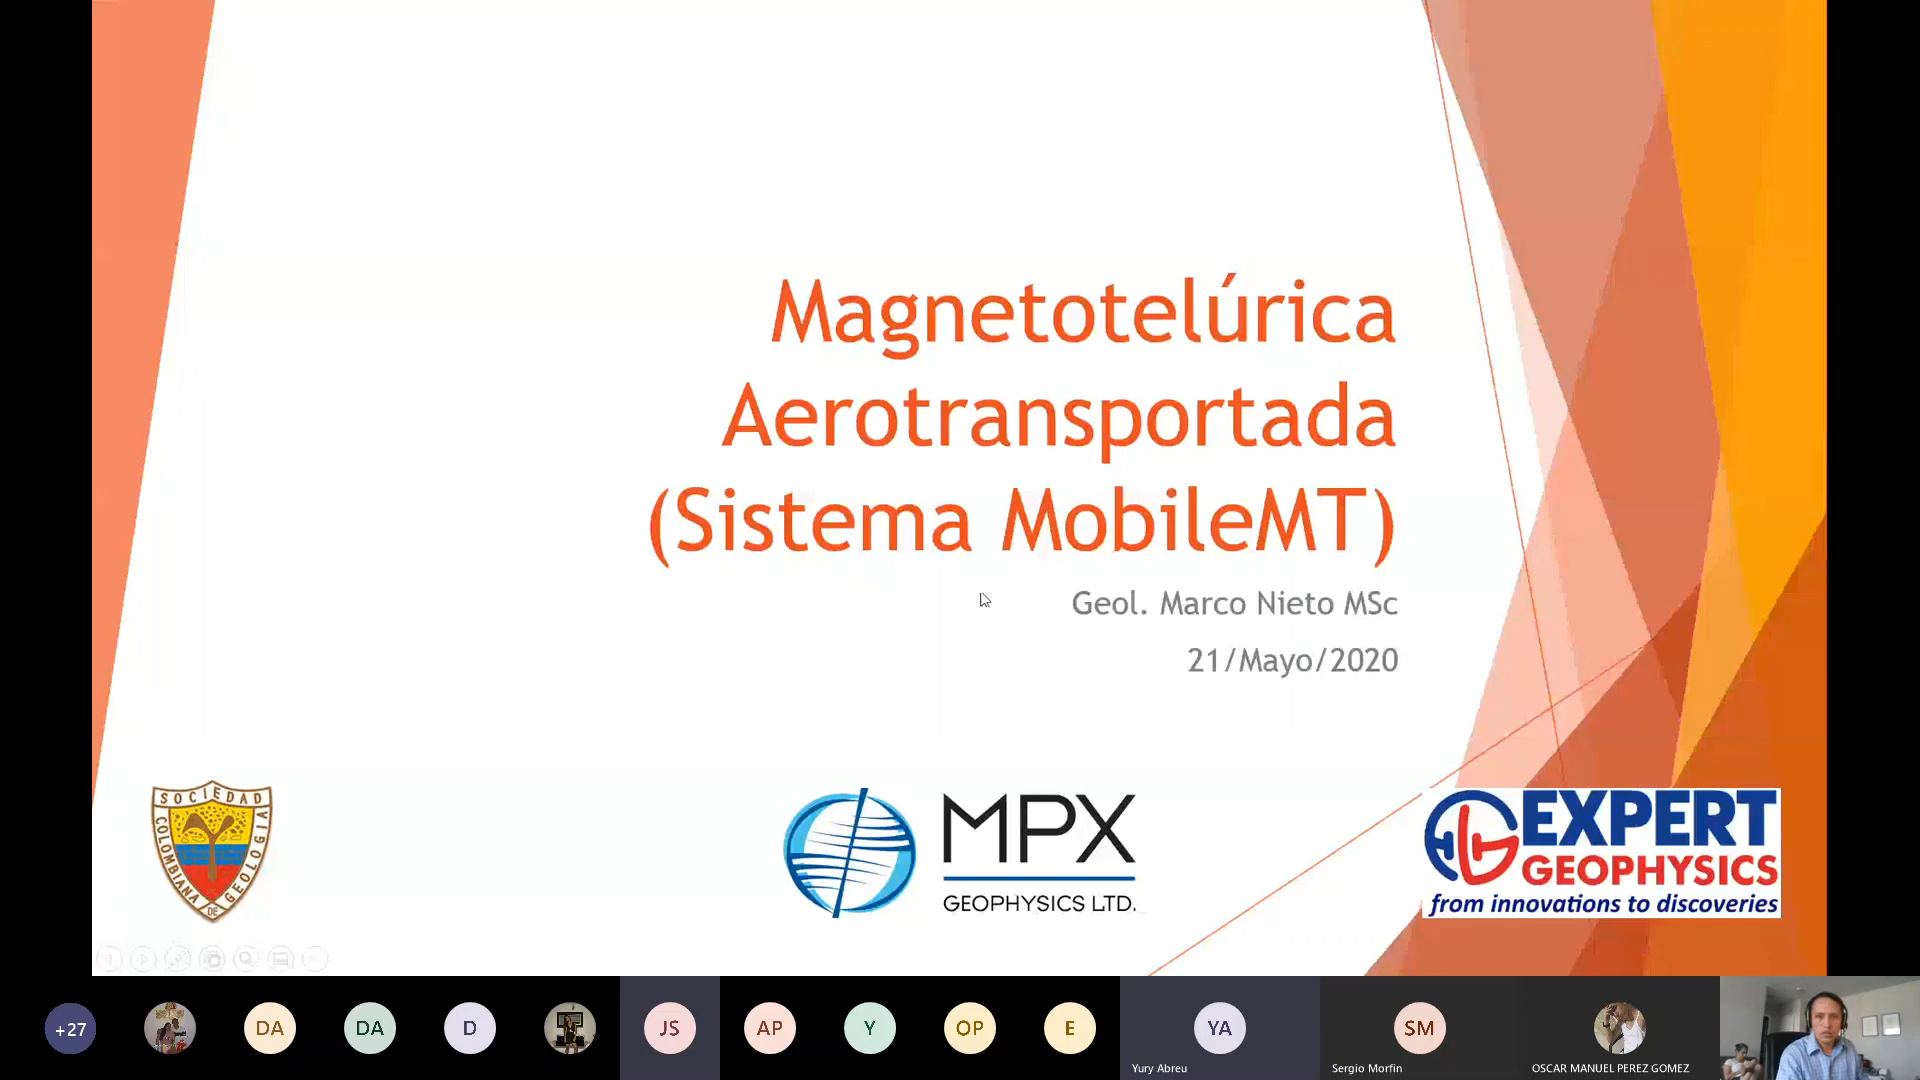 Magnetotelúrica
Aerotransportada
(Sistema MobileMT)
Geol. Marco Nieto MSc
21/Mayo/2020
SOCIEDAD
COLOMBIANA
DE
GEOLOGIA
MPX
GEOPHYSICS LTD.
EXPERT
GEOPHYSICS
from innovations to discoveries
+27
DA
DA
D
JS
AP
Y
OP
E
YA
SM
Yury Abreu
Sergio Morfin
OSCAR MANUEL PEREZ GOMEZ